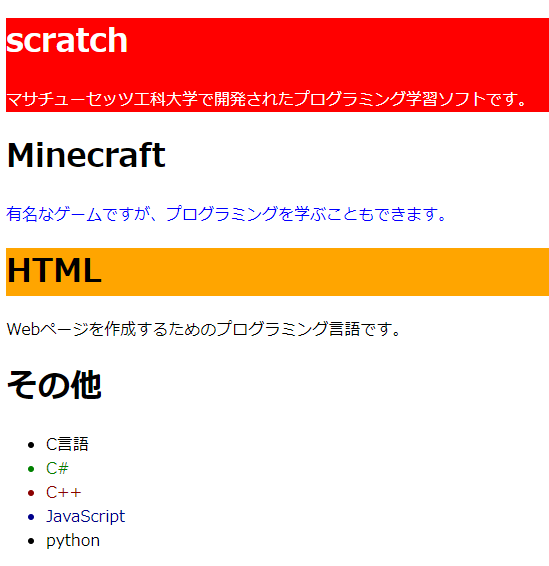 scratch
マサチューセッツ工科大学で開発されたプログラミング学習ソフトです。
Minecraft
有名なゲームですが、プログラミングを学ぶこともできます。
HTML
Webページを作成するためのプログラミング言語です。
その他
C言語
C#
C++
JavaScript
python